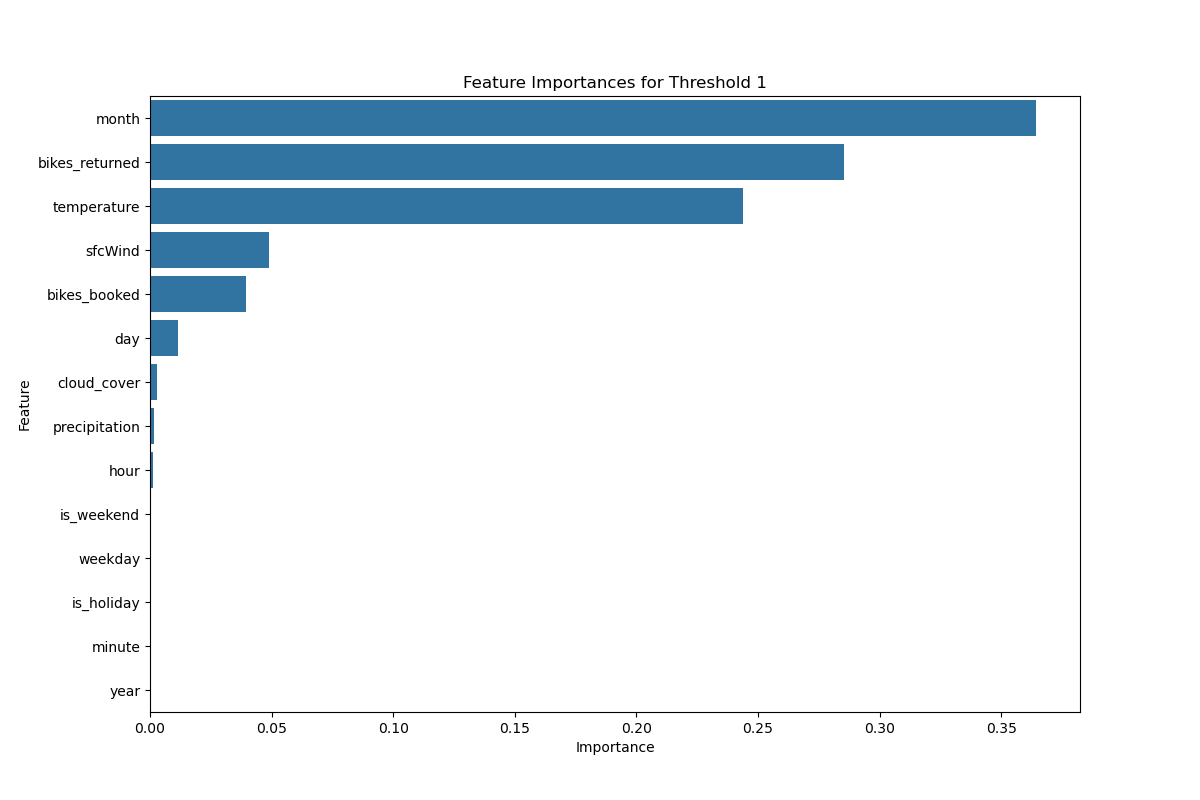 Feature Importances for Threshold 1
month
bikes_returned
temperature
sfcWind
bikes_booked
day
cloud_cover
precipitation
hour
is_weekend
weekday
is_holiday
minute
year
Feature
0.00 0.05 0.10 0.15 0.20 0.25 0.30 0.35
Importance